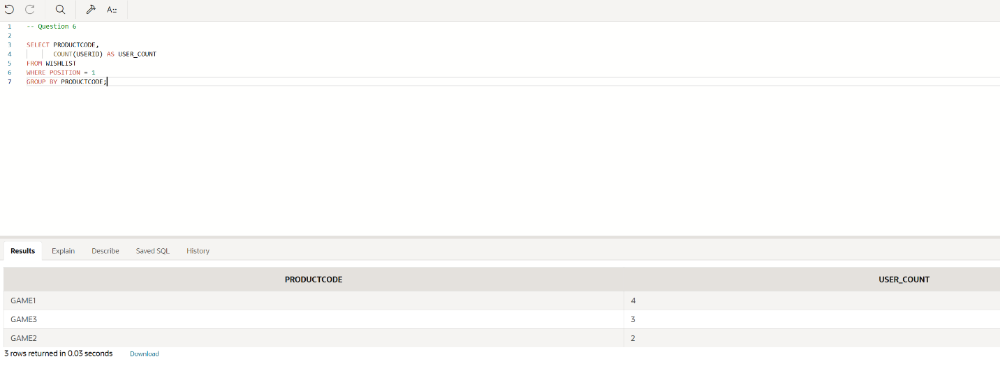 A::
1 -- Question 6
2
3 SELECT PRODUCTCODE,
4 COUNT(USERID) AS USER_COUNT
5 FROM WISHLIST
6 WHERE POSITION = 1
7 GROUP BY PRODUCTCODE;
Results Explain Describe Saved SQL History
PRODUCTCODE USER_COUNT
GAME1 4
GAME3 3
GAME2 2
3 rows returned in 0.03 seconds Download